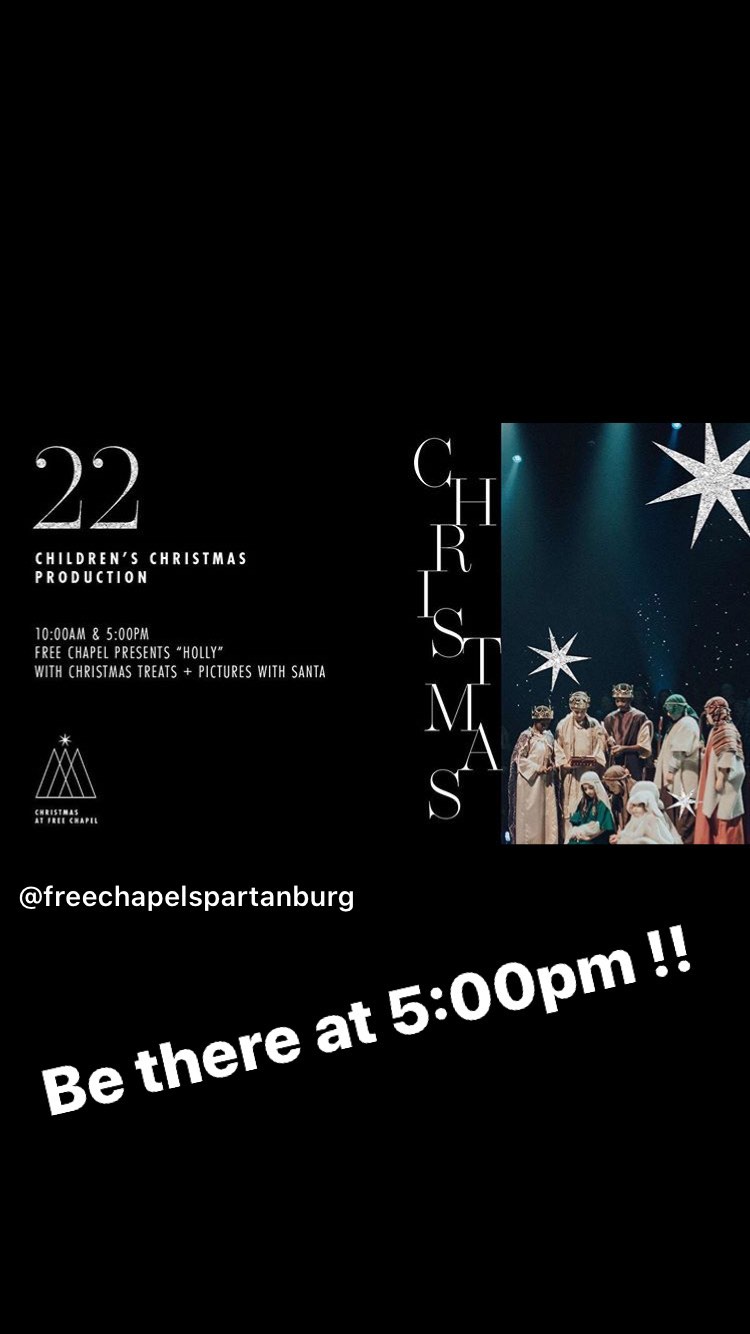 22
CHILDREN'S CHRISTMAS
PRODUCTION
10:00AM & 5:00PM
FREE CHAPEL PRESENTS “HOLLY”
WITH CHRISTMAS TREATS + PICTURES WITH SANTA
CHRISTMAS
AT FREE CHAPEL
CHRISTMAS
@freechapelspartanburg
Be there at 5:00pm !!